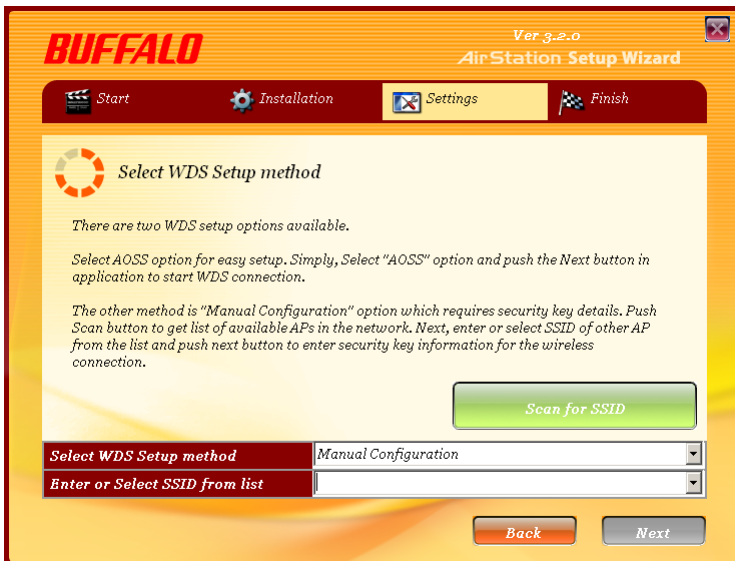 BUFFALO
Ver 3.2.0
AirStation Setup Wizard
Start
Installation
Settings
Finish
Select WDS Setup method
There are two WDS setup options available.
Select AOSS option for easy setup. Simply, Select "AOSS" option and push the Next button in
application to start WDS connection.
The other method is "Manual Configuration" option which requires security key details. Push
Scan button to get list of available APs in the network. Next, enter or select SSID of other AP
from the list and push next button to enter security key information for the wireless
connection.
Scan for SSID
Select WDS Setup method
Manual Configuration
Enter or Select SSID from list
Back
Next